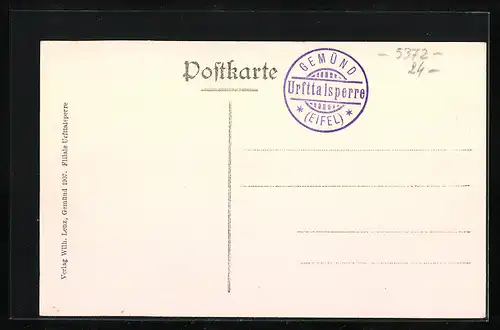 Postkarte
GEMÜND
Urfttalsperre
* (EIFEL) *
- 5372 -
24 -
Verlag Wilh. Lenz, Gemünd 1907. Filiale Urfttalsperre